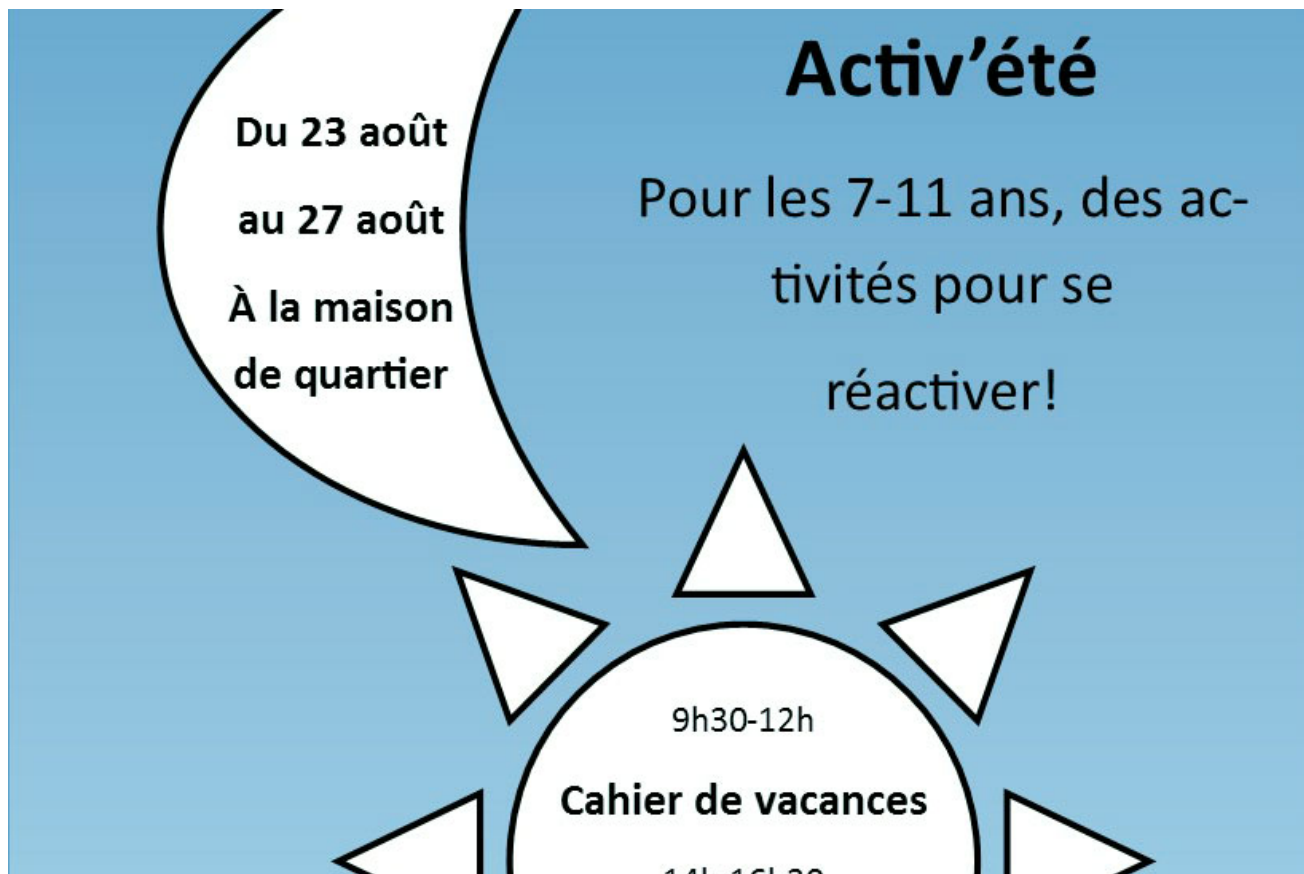 Du 23 août
au 27 août
À la maison
de quartier
Activ’été
Pour les 7-11 ans, des ac-
tivités pour se
réactiver!
9h30-12h
Cahier de vacances